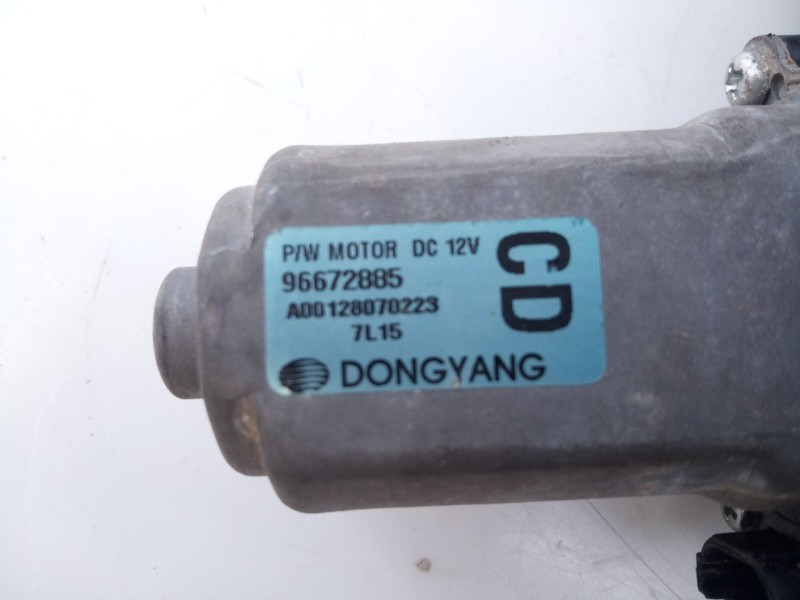 P/W MOTOR DC 12V
96672885
A00128070223
7L15
DONGYANG
CD